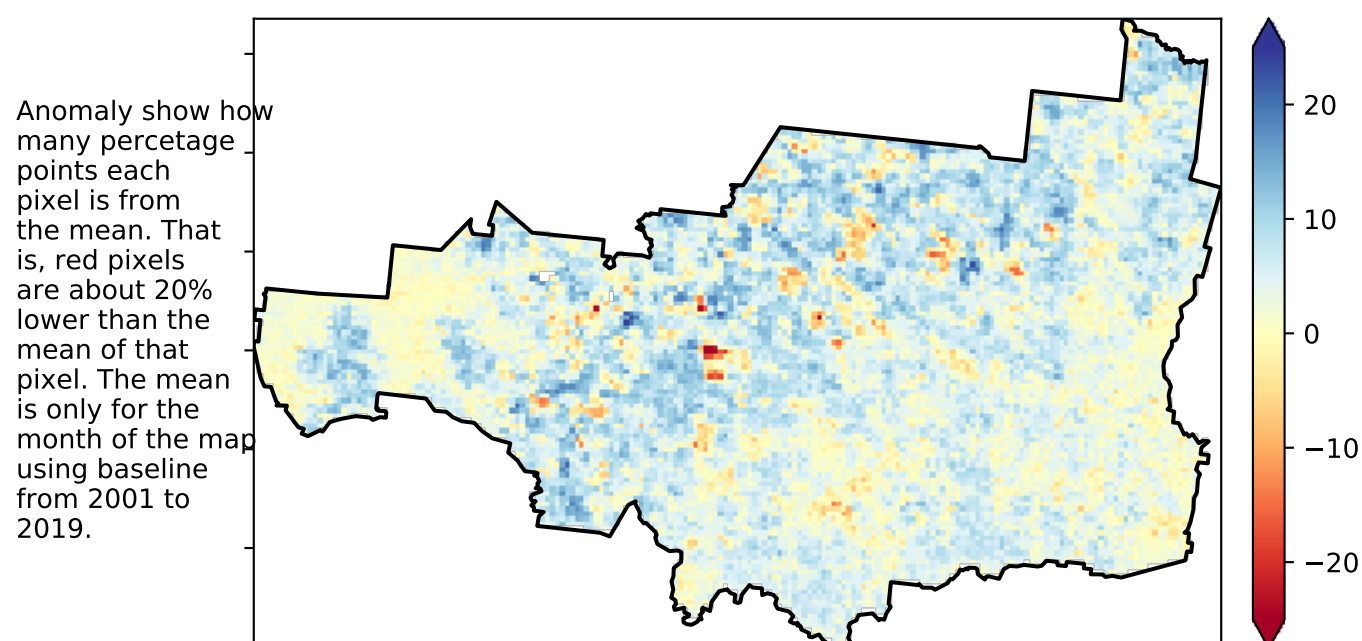 Anomaly show how
many percetage
points each
pixel is from
the mean. That
is, red pixels
are about 20%
lower than the
mean of that
pixel. The mean
is only for the
month of the map
using baseline
from 2001 to
2019.
20
10
0
−10
−20